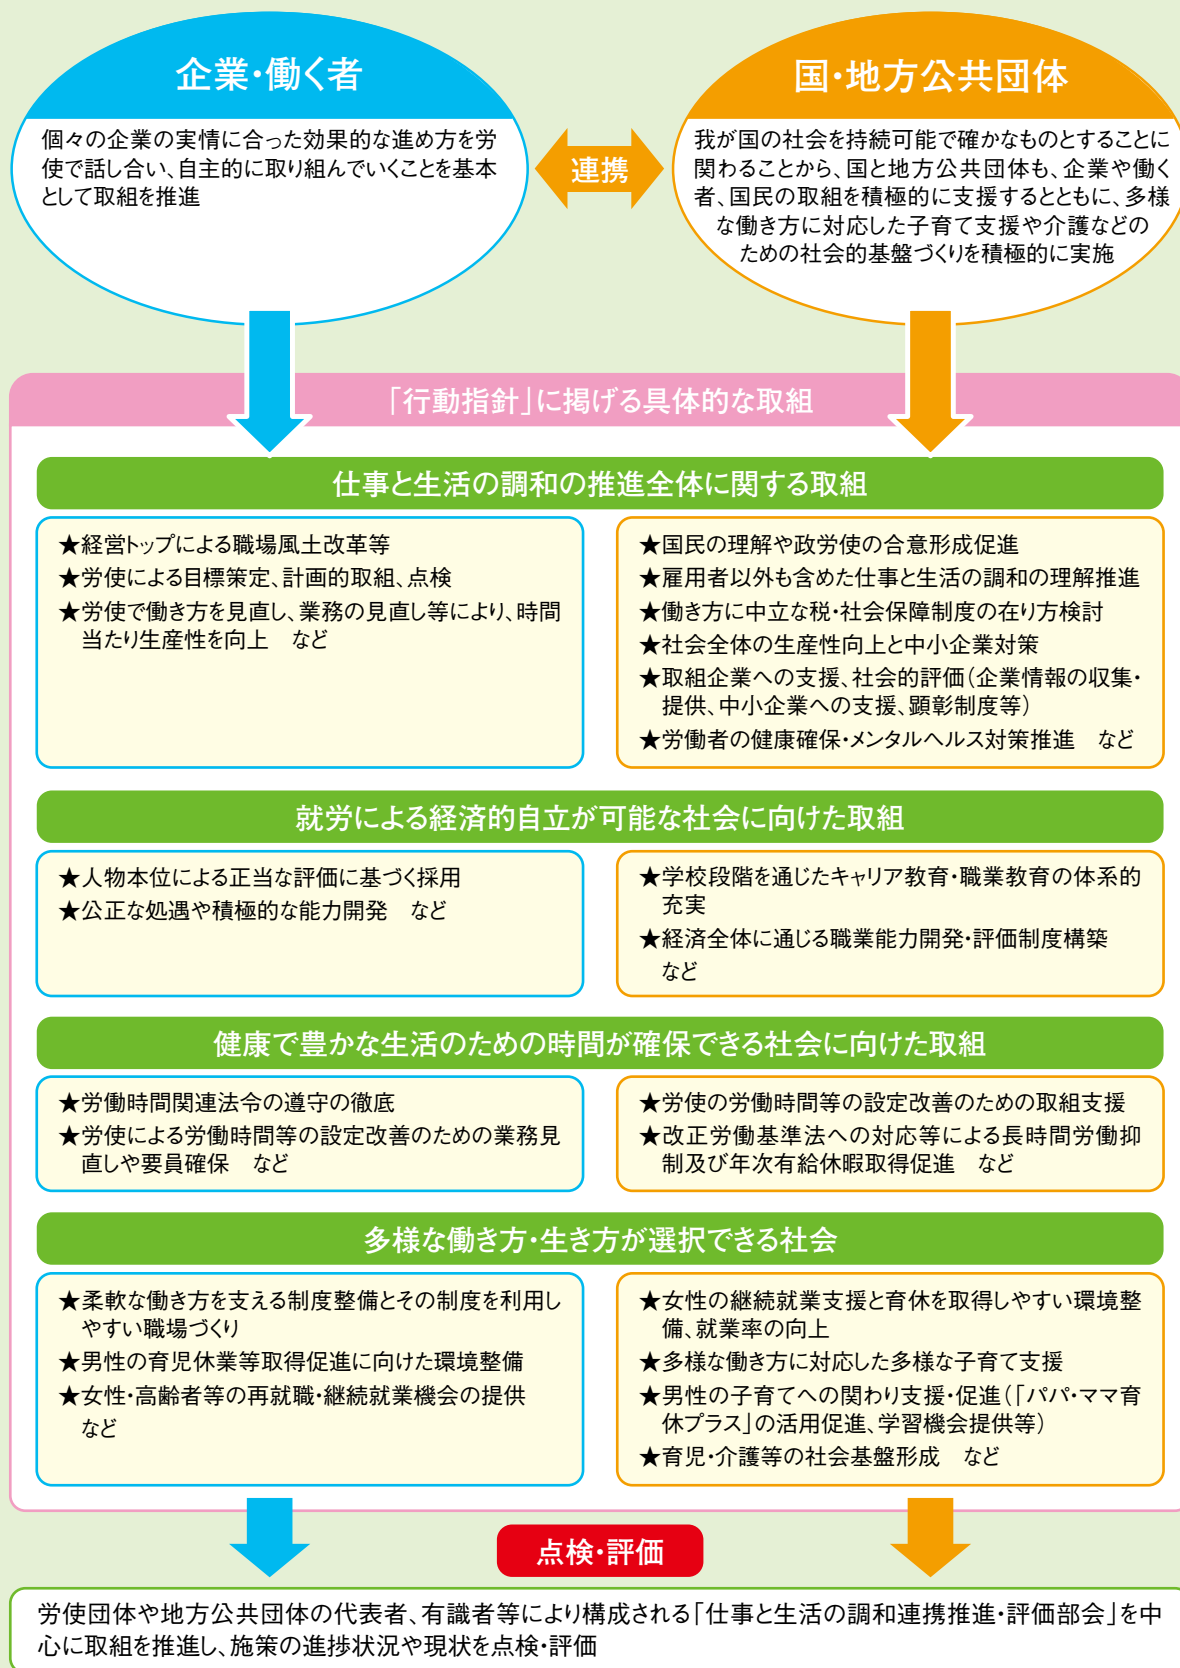 企業・働く者
個々の企業の実情に合った効果的な進め方を労
使で話し合い、自主的に取り組んでいくことを基本
として取組を推進
連携
国・地方公共団体
我が国の社会を持続可能で確かなものとすることに
関わることから、国と地方公共団体も、企業や働く
者、国民の取組を積極的に支援するとともに、多様
な働き方に対応した子育て支援や介護などの
ための社会的基盤づくりを積極的に実施
「行動指針」に掲げる具体的な取組
仕事と生活の調和の推進全体に関する取組
★経営トップによる職場風土改革等
★労使による目標策定、計画的取組、点検
★労使で働き方を見直し、業務の見直し等により、時間
当たり生産性を向上　など
★国民の理解や政労使の合意形成促進
★雇用者以外も含めた仕事と生活の調和の理解推進
★働き方に中立な税・社会保障制度の在り方検討
★社会全体の生産性向上と中小企業対策
★取組企業への支援、社会的評価（企業情報の収集・
提供、中小企業への支援、顕彰制度等）
★労働者の健康確保・メンタルヘルス対策推進　など
就労による経済的自立が可能な社会に向けた取組
★人物本位による正当な評価に基づく採用
★公正な処遇や積極的な能力開発　など
★学校段階を通じたキャリア教育・職業教育の体系的
充実
★経済全体に通じる職業能力開発・評価制度構築
など
健康で豊かな生活のための時間が確保できる社会に向けた取組
★労働時間関連法令の遵守の徹底
★労使による労働時間等の設定改善のための業務見
直しや要員確保　など
★労使の労働時間等の設定改善のための取組支援
★改正労働基準法への対応等による長時間労働抑
制及び年次有給休暇取得促進　など
多様な働き方・生き方が選択できる社会
★柔軟な働き方を支える制度整備とその制度を利用し
やすい職場づくり
★男性の育児休業等取得促進に向けた環境整備
★女性・高齢者等の再就職・継続就業機会の提供
など
★女性の継続就業支援と育休を取得しやすい環境整
備、就業率の向上
★多様な働き方に対応した多様な子育て支援
★男性の子育てへの関わり支援・促進（「パパ・ママ育
休プラス」の活用促進、学習機会提供等）
★育児・介護等の社会基盤形成　など
点検・評価
労使団体や地方公共団体の代表者、有識者等により構成される「仕事と生活の調和連携推進・評価部会」を中
心に取組を推進し、施策の進捗状況や現状を点検・評価